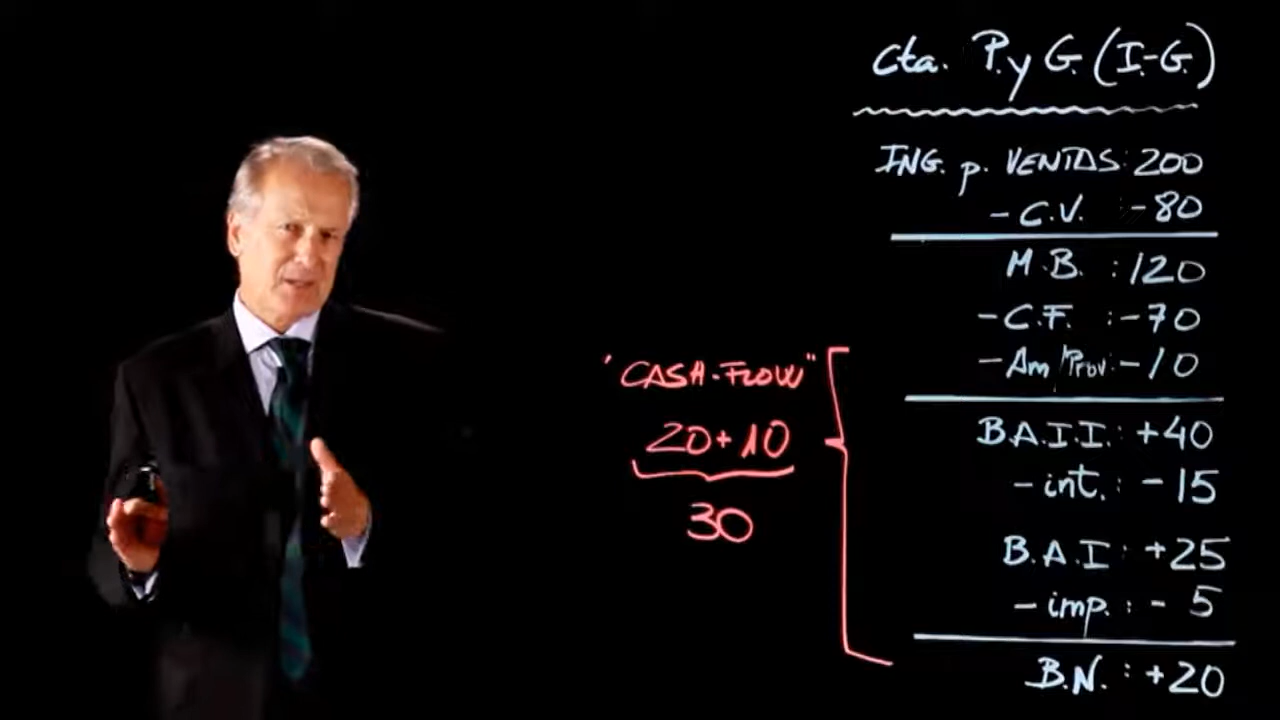 Cta. P. y G. (I.-G.)
ING. p. VENTAS: 200
- C.V. : -80
M.B. : 120
- C.F. : -70
- Am/Prov: -10
B.A.I.I.: +40
- int. : - 15
B.A.I : +25
- imp. : - 5
B.N. : +20
'CASH-FLOW"
20+10
30